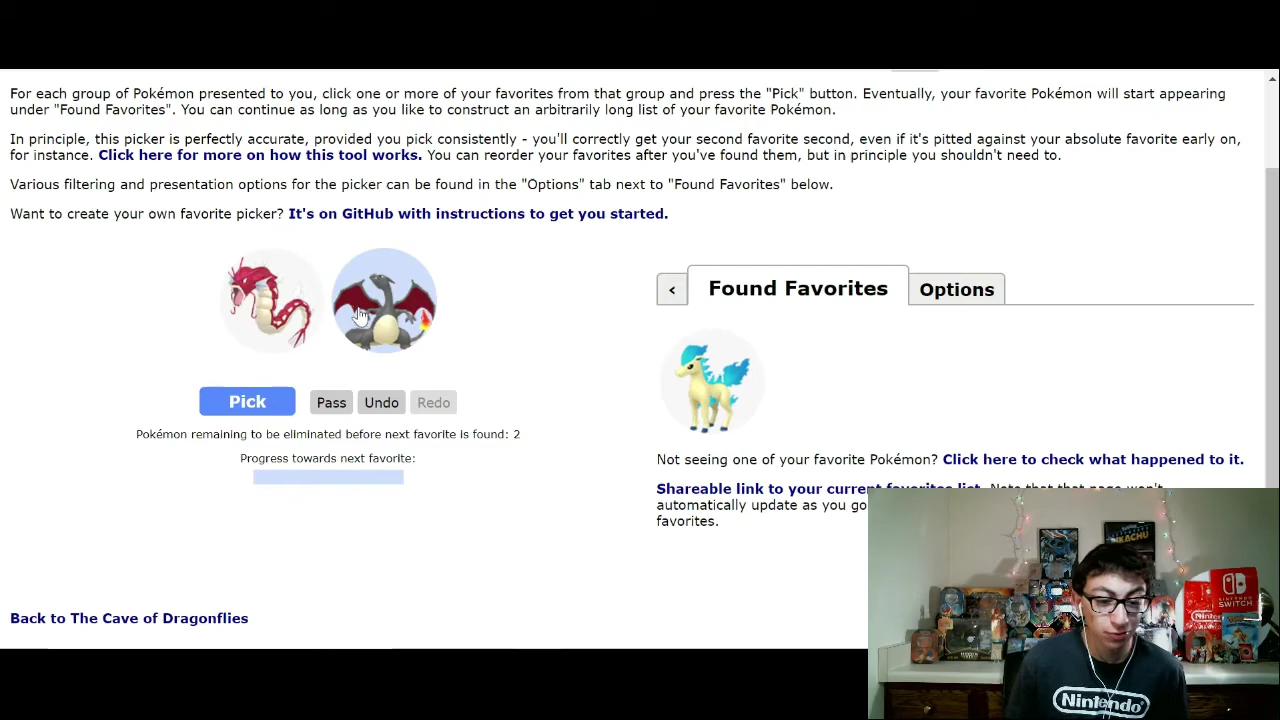 For each group of Pokémon presented to you, click one or more of your favorites from that group and press the "Pick" button. Eventually, your favorite Pokémon will start appearing
under "Found Favorites". You can continue as long as you like to construct an arbitrarily long list of your favorite Pokémon.
In principle, this picker is perfectly accurate, provided you pick consistently - you'll correctly get your second favorite second, even if it's pitted against your absolute favorite early on,
for instance. Click here for more on how this tool works. You can reorder your favorites after you've found them, but in principle you shouldn't need to.
Various filtering and presentation options for the picker can be found in the "Options" tab next to "Found Favorites" below.
Want to create your own favorite picker? It's on GitHub with instructions to get you started.
< Found Favorites Options
Pick Pass Undo Redo
Pokémon remaining to be eliminated before next favorite is found: 2
Progress towards next favorite:
Not seeing one of your favorite Pokémon? Click here to check what happened to it.
Shareable link to your current favorites list. Note that that page won't
automatically update as you go
favorites.
Back to The Cave of Dragonflies
PIKACHU
NINTENDO
SWITCH
Nintendo